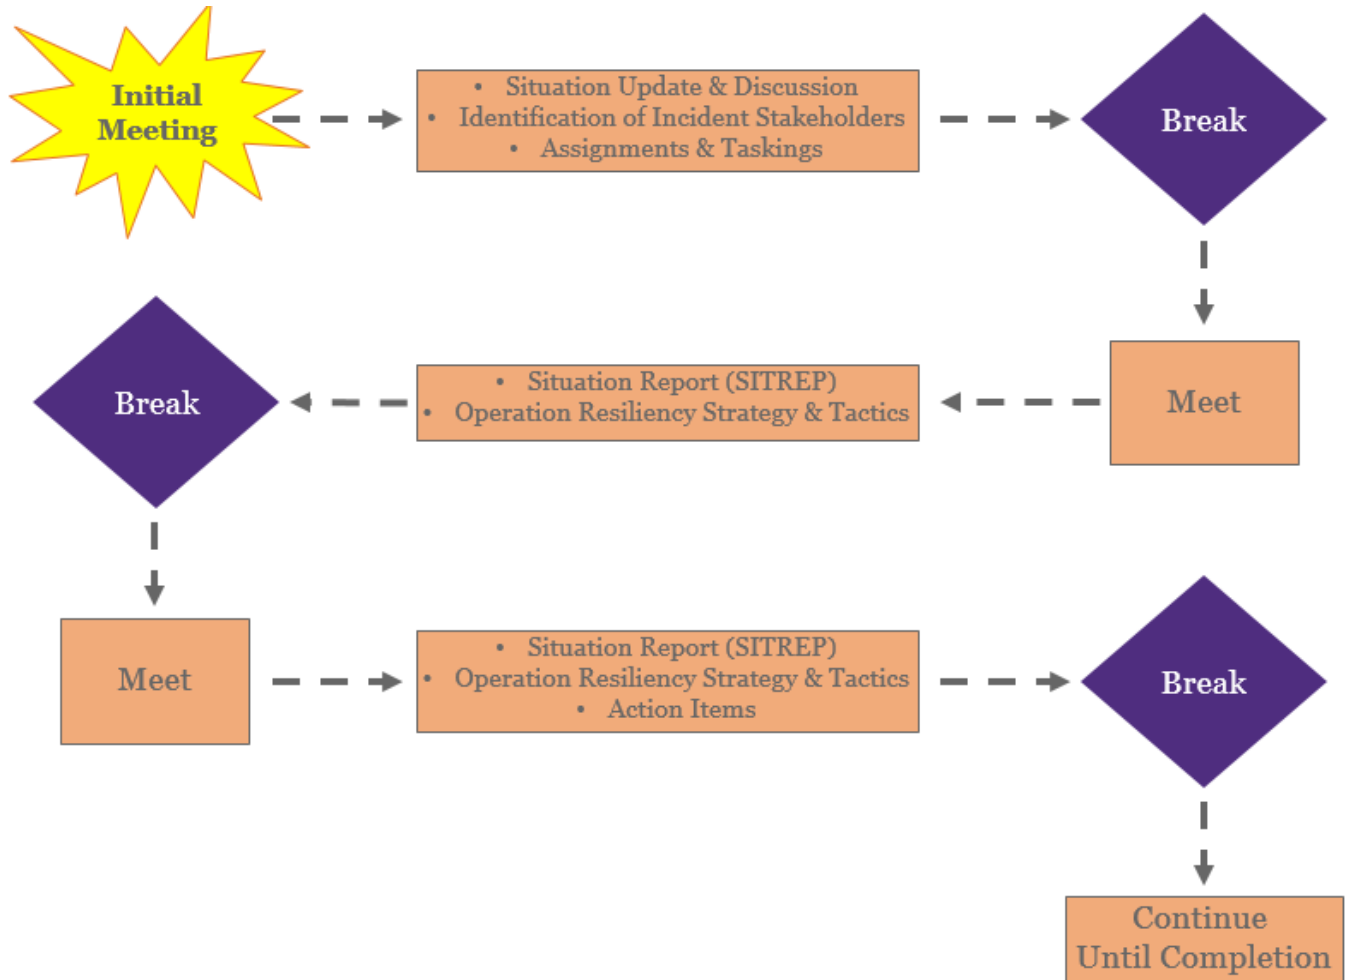 Initial
Meeting
• Situation Update & Discussion
• Identification of Incident Stakeholders
• Assignments & Taskings
Break
Meet
• Situation Report (SITREP)
• Operation Resiliency Strategy & Tactics
Break
Meet
• Situation Report (SITREP)
• Operation Resiliency Strategy & Tactics
• Action Items
Break
Continue
Until Completion